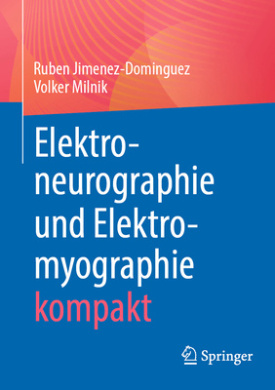 Ruben Jimenez-Dominguez
Volker Milnik
Elektro-
neurographie
und Elektro-
myographie
kompakt
Springer